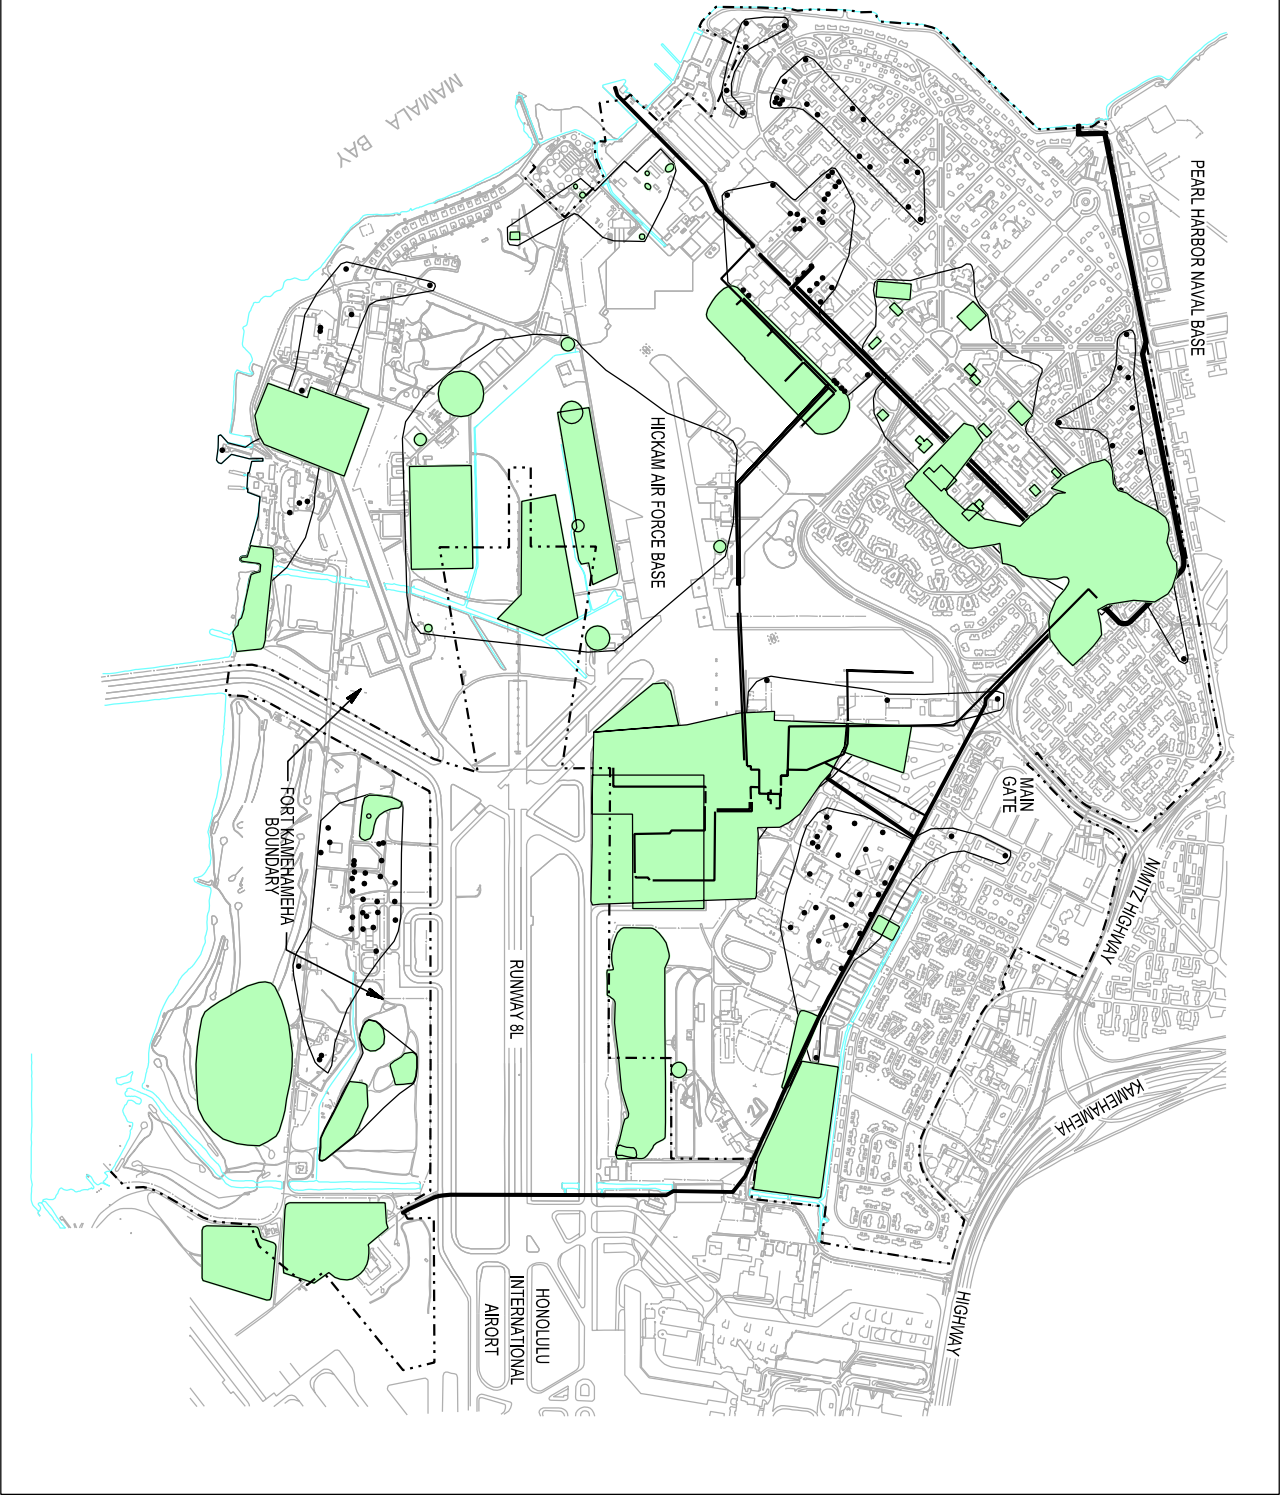 MAMALA BAY
PEARL HARBOR NAVAL BASE
HICKAM AIR FORCE BASE
MAIN
GATE
NIMITZ HIGHWAY
FORT KAMEHAMEHA
BOUNDARY
RUNWAY 8L
KAMEHAMEHA
HIGHWAY
HONOLULU
INTERNATIONAL
AIRORT